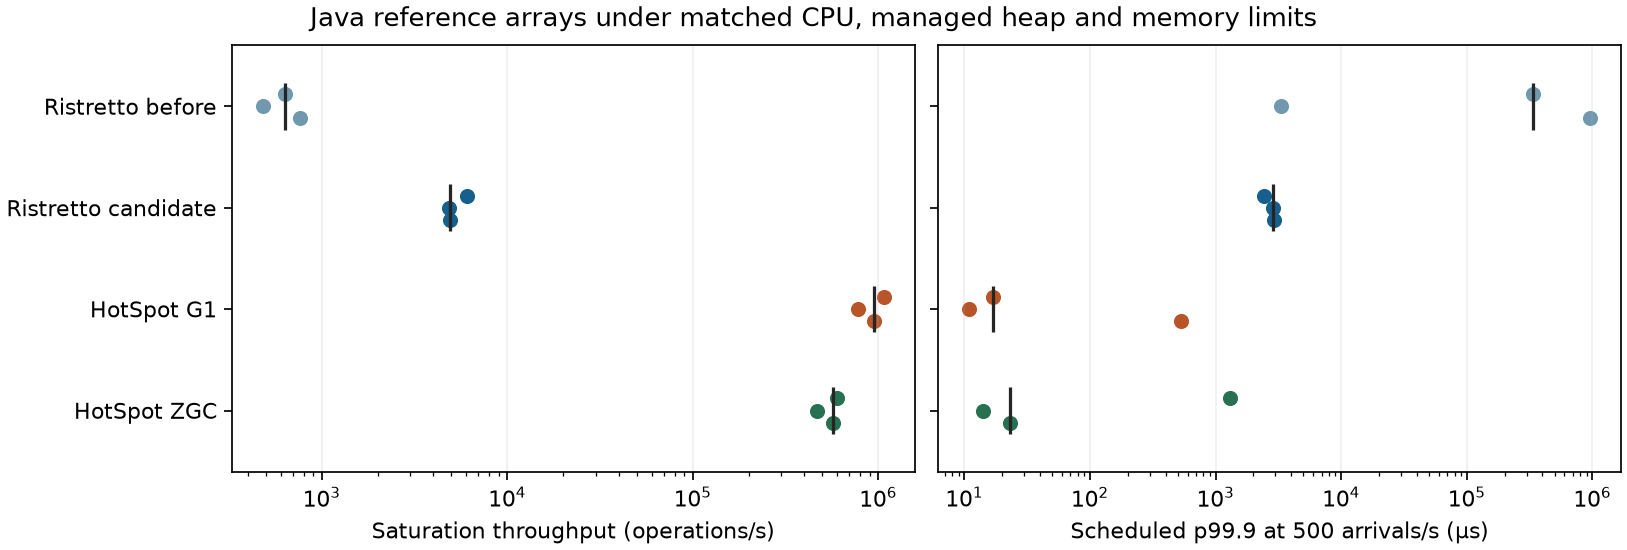 Java reference arrays under matched CPU, managed heap and memory limits
Ristretto before
Ristretto candidate
HotSpot G1
HotSpot ZGC
10³ 10⁴ 10⁵ 10⁶
Saturation throughput (operations/s)
10¹ 10² 10³ 10⁴ 10⁵ 10⁶
Scheduled p99.9 at 500 arrivals/s (µs)